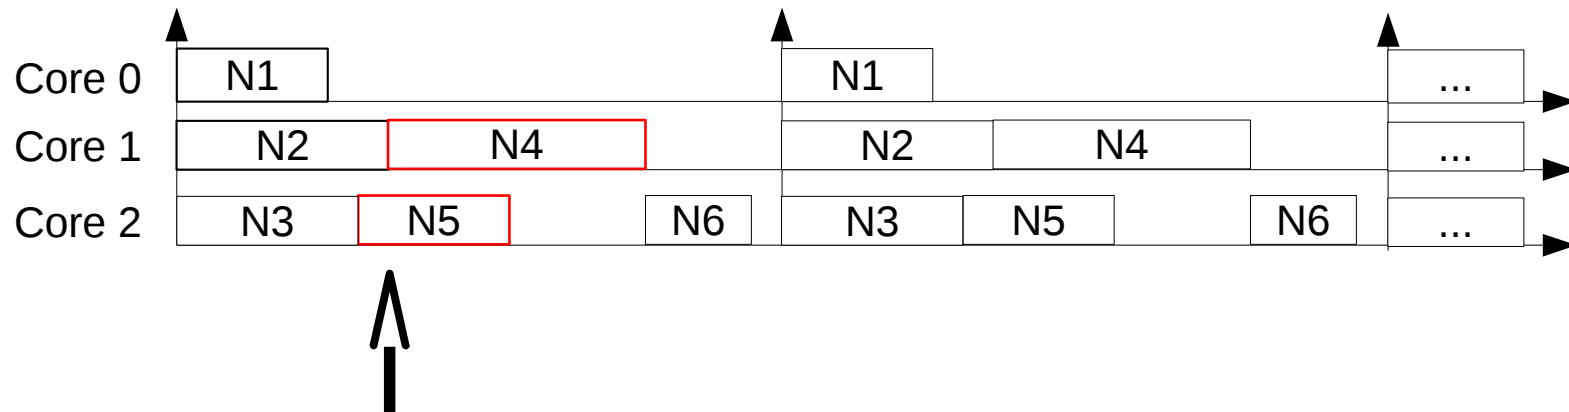 Core 0 N1 N1 ...
Core 1 N2 N4 N2 N4 ...
Core 2 N3 N5 N6 N3 N5 N6 ...